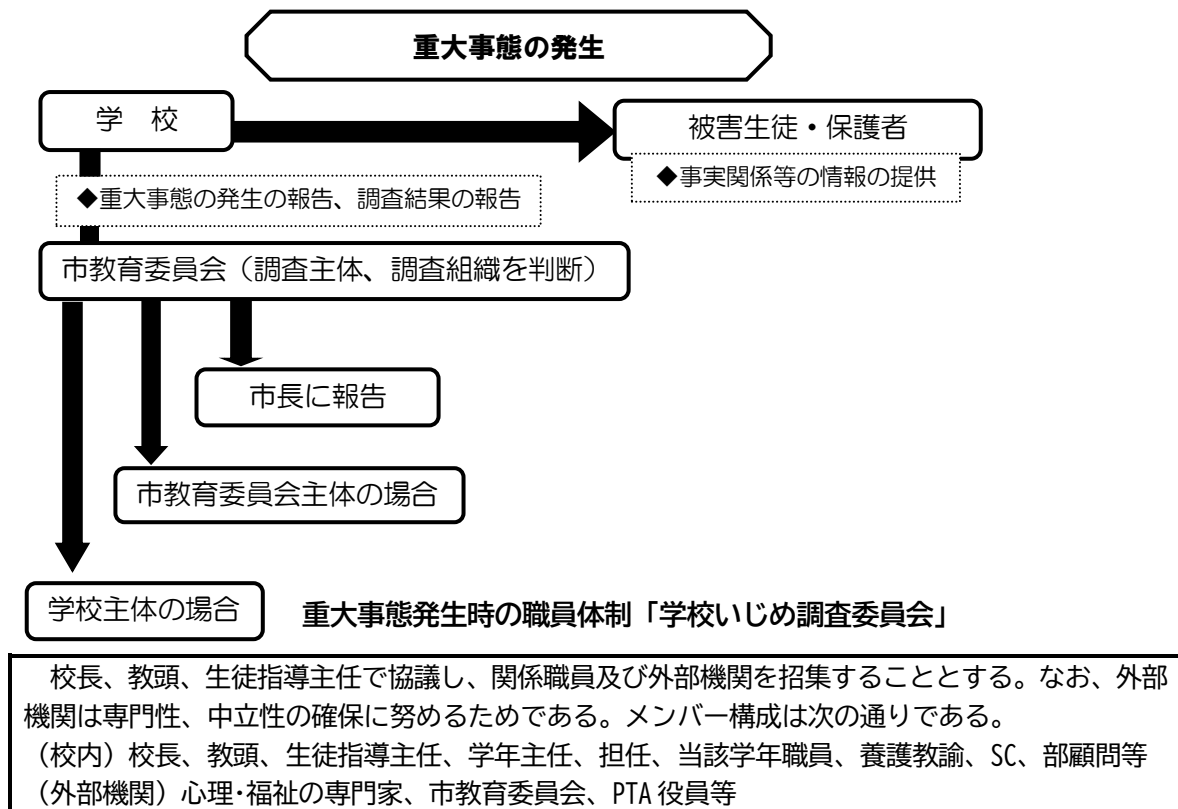 重大事態の発生
学　校
被害生徒・保護者
◆事実関係等の情報の提供
◆重大事態の発生の報告、調査結果の報告
市教育委員会（調査主体、調査組織を判断）
市長に報告
市教育委員会主体の場合
学校主体の場合
重大事態発生時の職員体制「学校いじめ調査委員会」
　校長、教頭、生徒指導主任で協議し、関係職員及び外部機関を招集することとする。なお、外部
機関は専門性、中立性の確保に努めるためである。メンバー構成は次の通りである。
（校内）校長、教頭、生徒指導主任、学年主任、担任、当該学年職員、養護教諭、SC、部顧問等
（外部機関）心理･福祉の専門家、市教育委員会、PTA 役員等